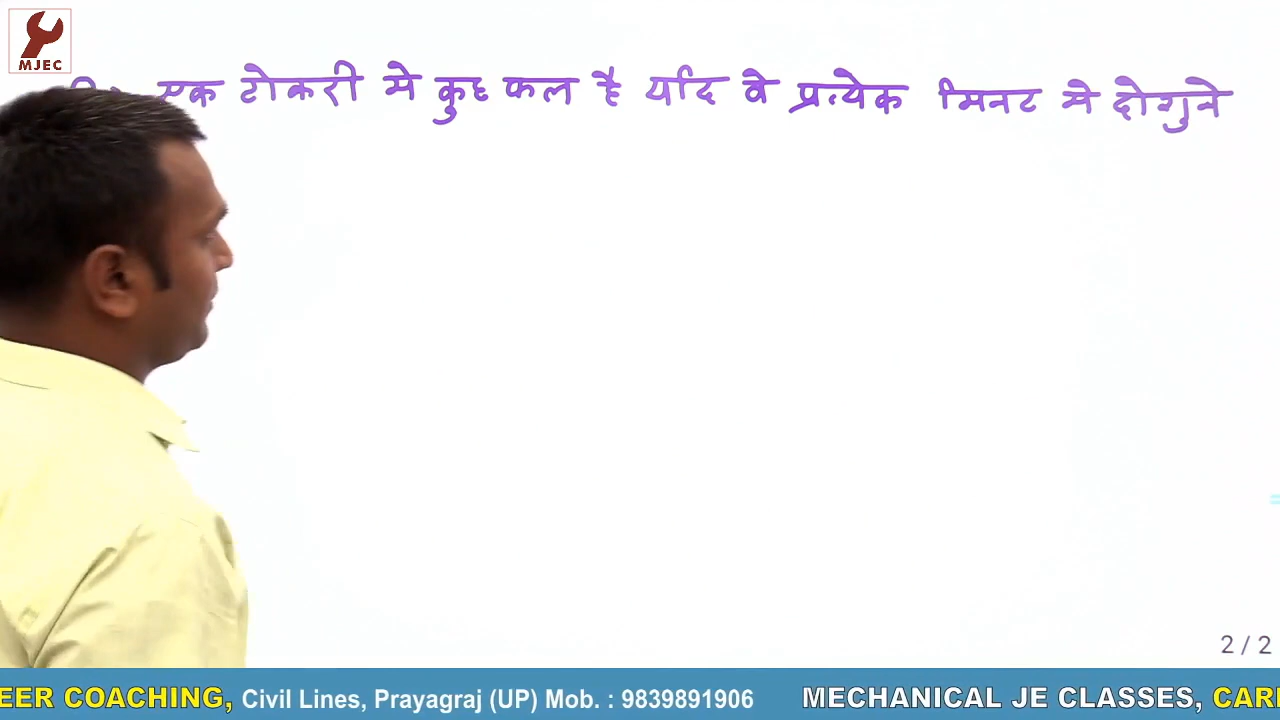 MJEC
एक टोकरी मे कुछ फल है यदि वे प्रत्येक मिनट मे दोगुने
2/2
EER COACHING, Civil Lines, Prayagraj (UP) Mob. : 9839891906 MECHANICAL JE CLASSES, CARI